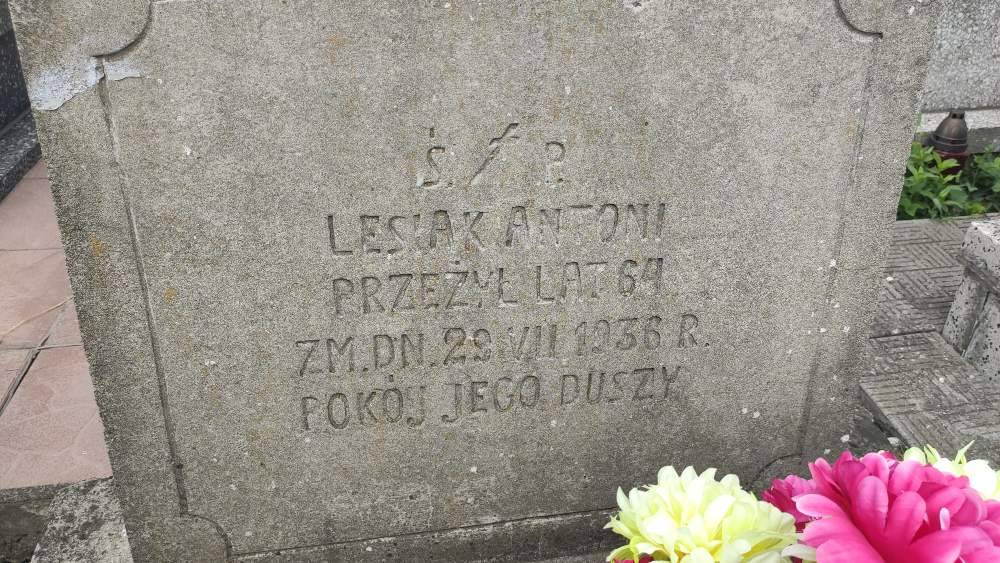 Ś. P.
LESIAK ANTONI
PRZEŻYŁ LAT 64
ZM. DN. 29 VII 1936 R.
POKÓJ JEGO DUSZY